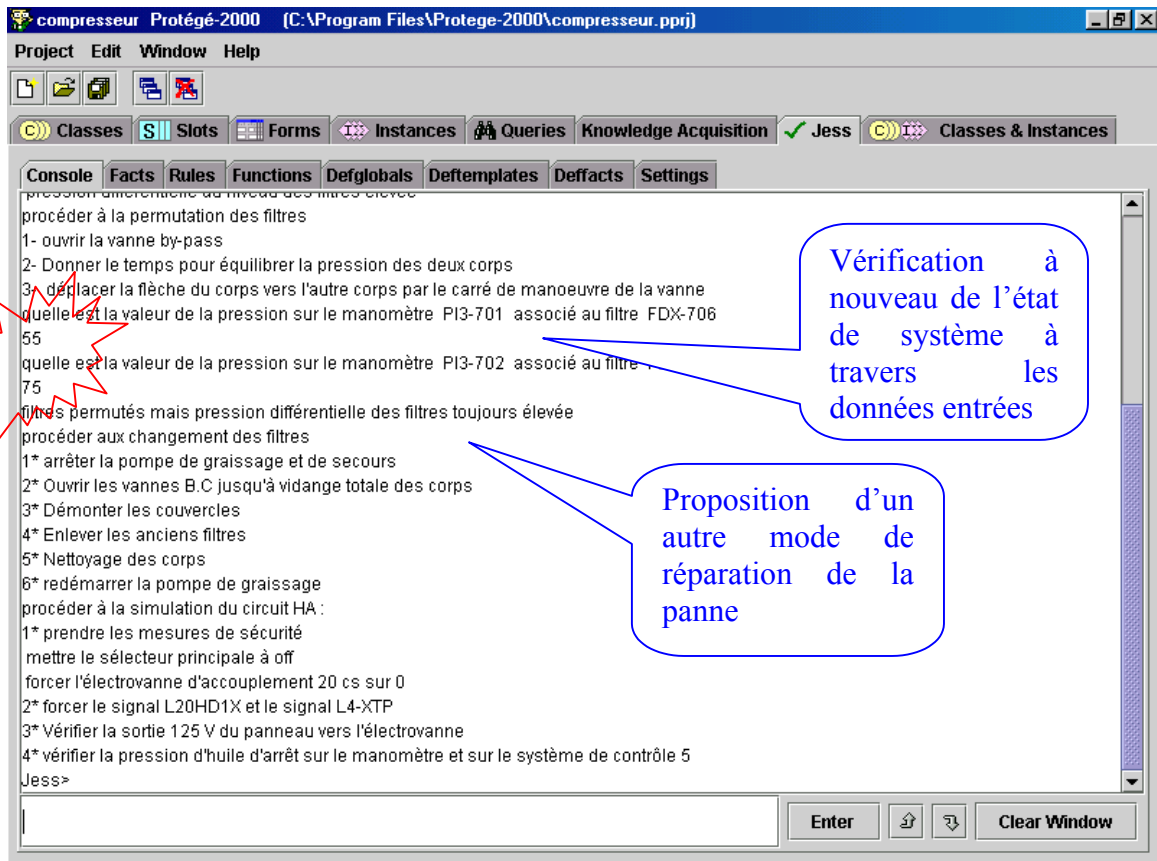 compresseur Protégé-2000 (C:\Program Files\Protege-2000\compresseur.pprj)
Project Edit Window Help
Classes Slots Forms Instances Queries Knowledge Acquisition Jess Classes & Instances
Console Facts Rules Functions Defglobals Deftemplates Deffacts Settings
pression différentielle au niveau des filtres élevée
procéder à la permutation des filtres
1- ouvrir la vanne by-pass
2- Donner le temps pour équilibrer la pression des deux corps
3- déplacer la flèche du corps vers l'autre corps par le carré de manoeuvre de la vanne
quelle est la valeur de la pression sur le manomètre PI3-701 associé au filtre FDX-706
55
quelle est la valeur de la pression sur le manomètre PI3-702 associé au filtre
75
filtres permutés mais pression différentielle des filtres toujours élevée
procéder aux changement des filtres
1* arrêter la pompe de graissage et de secours
2* Ouvrir les vannes B.C jusqu'à vidange totale des corps
3* Démonter les couvercles
4* Enlever les anciens filtres
5* Nettoyage des corps
6* redémarrer la pompe de graissage
procéder à la simulation du circuit HA :
1* prendre les mesures de sécurité
mettre le sélecteur principale à off
forcer l'électrovanne d'accouplement 20 cs sur 0
2* forcer le signal L20HD1X et le signal L4-XTP
3* Vérifier la sortie 125 V du panneau vers l'électrovanne
4* vérifier la pression d'huile d'arrêt sur le manomètre et sur le système de contrôle 5
Jess>
Vérification à
nouveau de l'état
de système à
travers les
données entrées
Proposition d'un
autre mode de
réparation de la
panne
Enter Clear Window